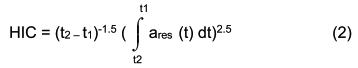 t1
HIC = (t2 – t1)-1.5 ( ∫ ares (t) dt)2.5 (2)
t2